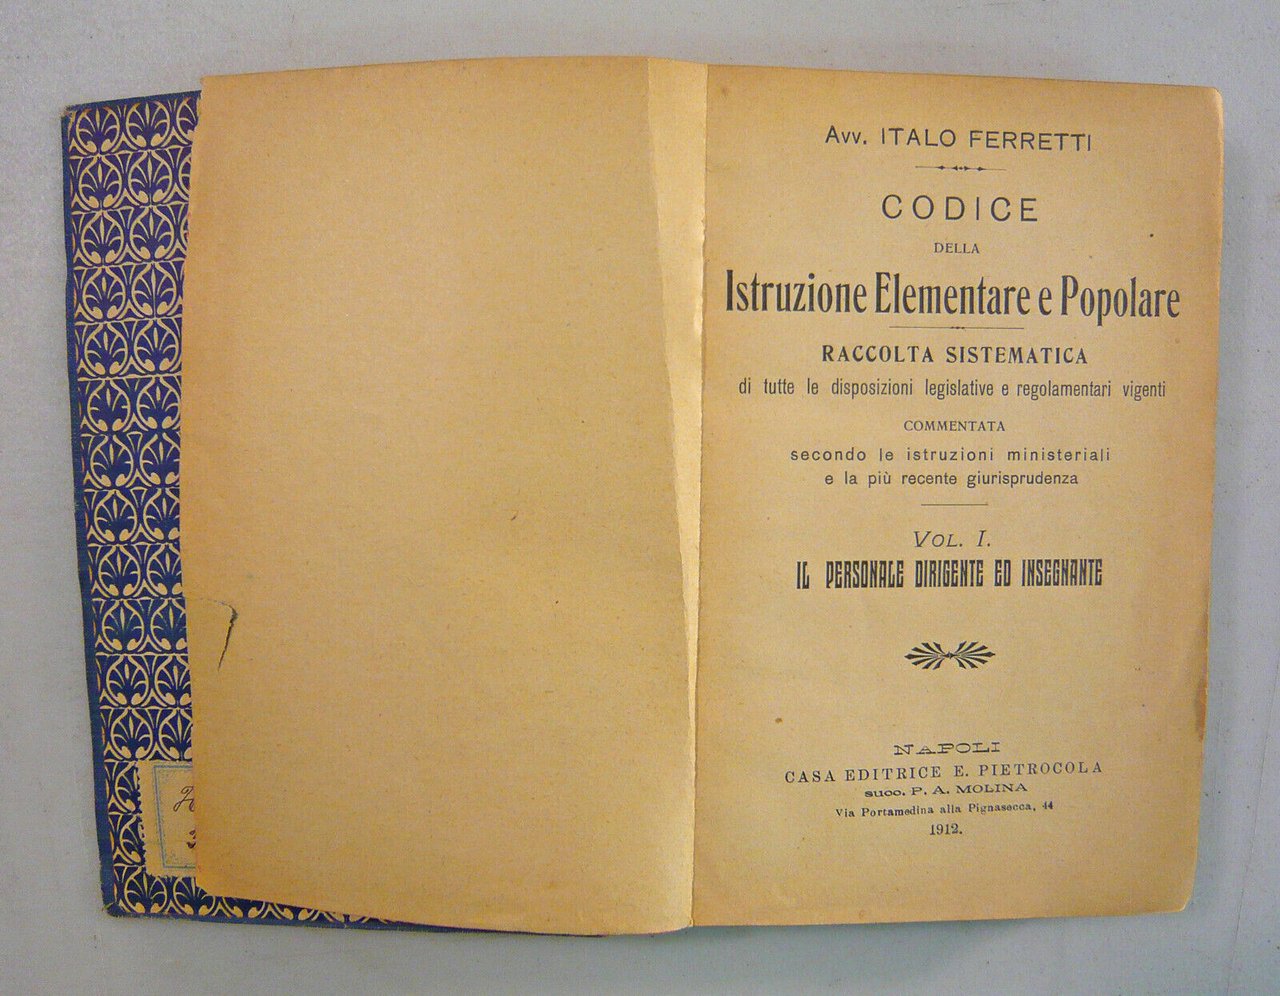 Avv. ITALO FERRETTI
CODICE
DELLA
Istruzione Elementare e Popolare
RACCOLTA SISTEMATICA
di tutte le disposizioni legislative e regolamentari vigenti
COMMENTATA
secondo le istruzioni ministeriali
e la più recente giurisprudenza
VOL. I.
IL PERSONALE DIRIGENTE ED INSEGNANTE
NAPOLI
CASA EDITRICE E. PIETROCOLA
succ. P. A. MOLINA
Via Portamedina alla Pignasecca, 44
1912.